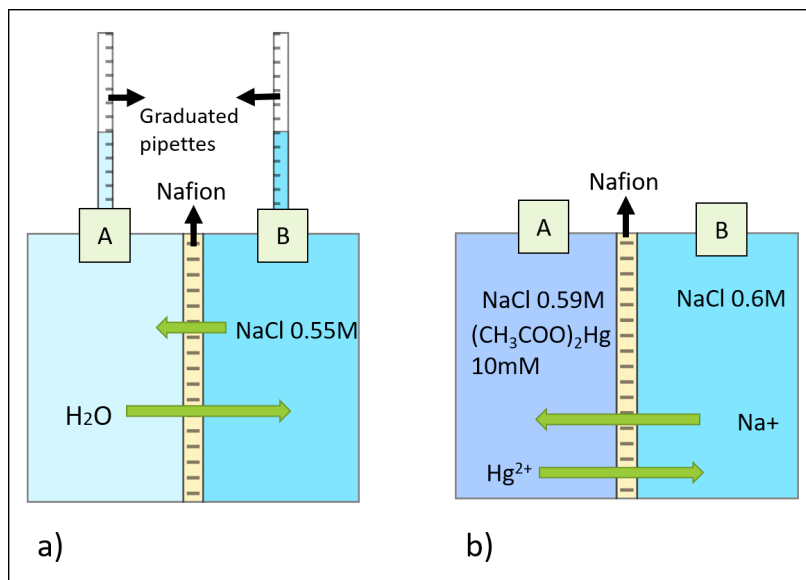 Graduated
pipettes
Nafion
A
B
NaCl 0.55M
H₂O
a)
Nafion
A
B
NaCl 0.59M
(CH₃COO)₂Hg
10mM
NaCl 0.6M
Na+
Hg²⁺
b)